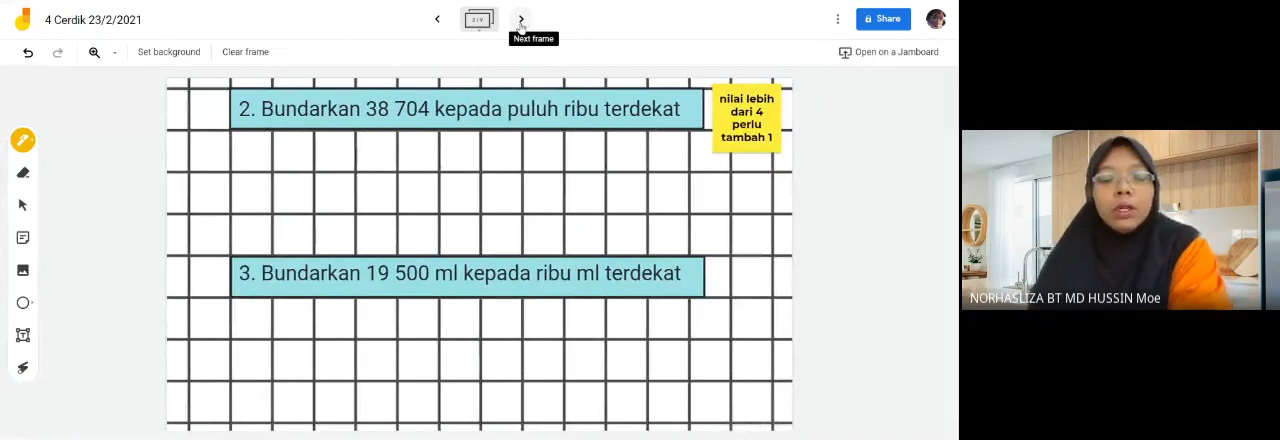 4 Cerdik 23/2/2021
2 / 9
Share
Next frame
Set background
Clear frame
Open on a Jamboard
2. Bundarkan 38 704 kepada puluh ribu terdekat
nilai lebih
dari 4
perlu
tambah 1
3. Bundarkan 19 500 ml kepada ribu ml terdekat
NORHASLIZA BT MD HUSSIN Moe